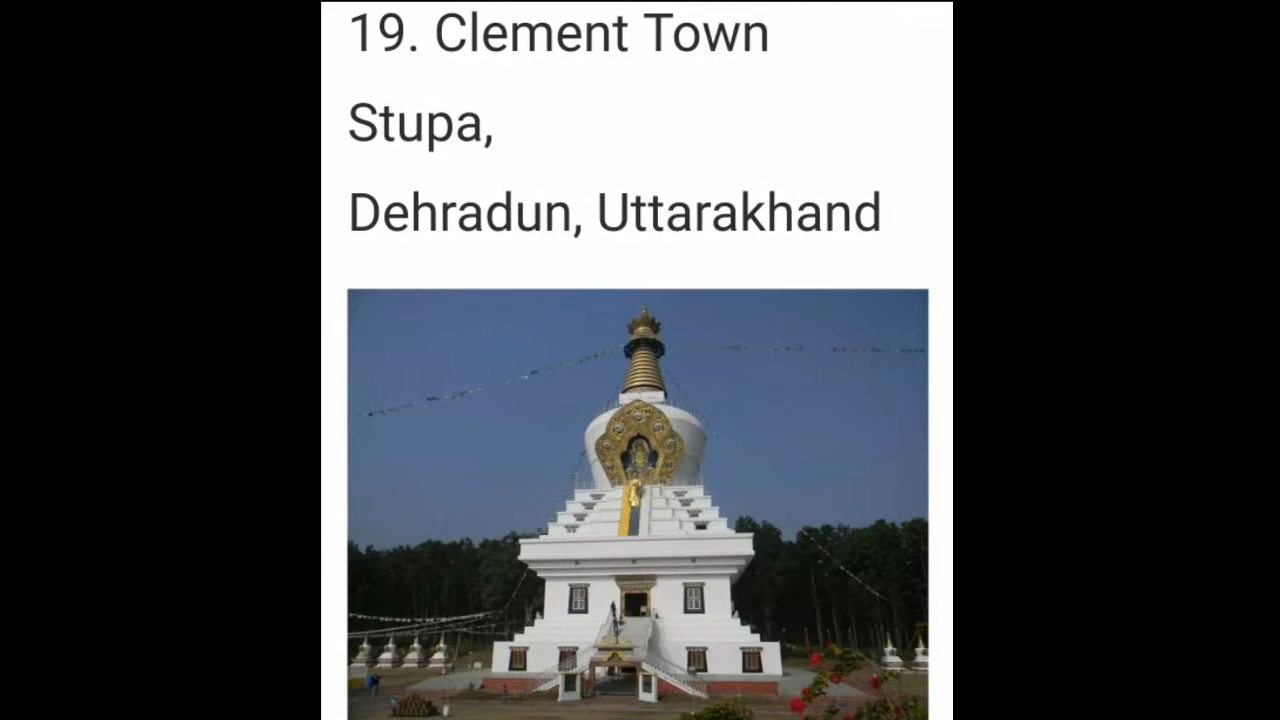 19. Clement Town
Stupa,
Dehradun, Uttarakhand